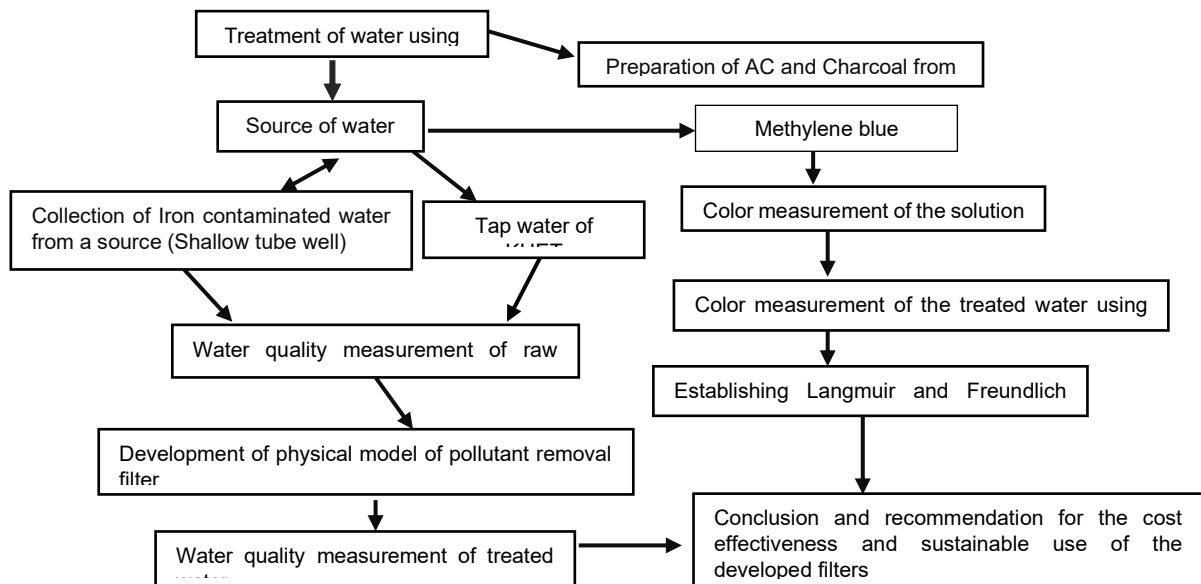 Treatment of water using
Preparation of AC and Charcoal from
Source of water
Methylene blue
Collection of Iron contaminated water
from a source (Shallow tube well)
Tap water of
Color measurement of the solution
Color measurement of the treated water using
Water quality measurement of raw
Establishing Langmuir and Freundlich
Development of physical model of pollutant removal
filter
Water quality measurement of treated
Conclusion and recommendation for the cost
effectiveness and sustainable use of the
developed filters